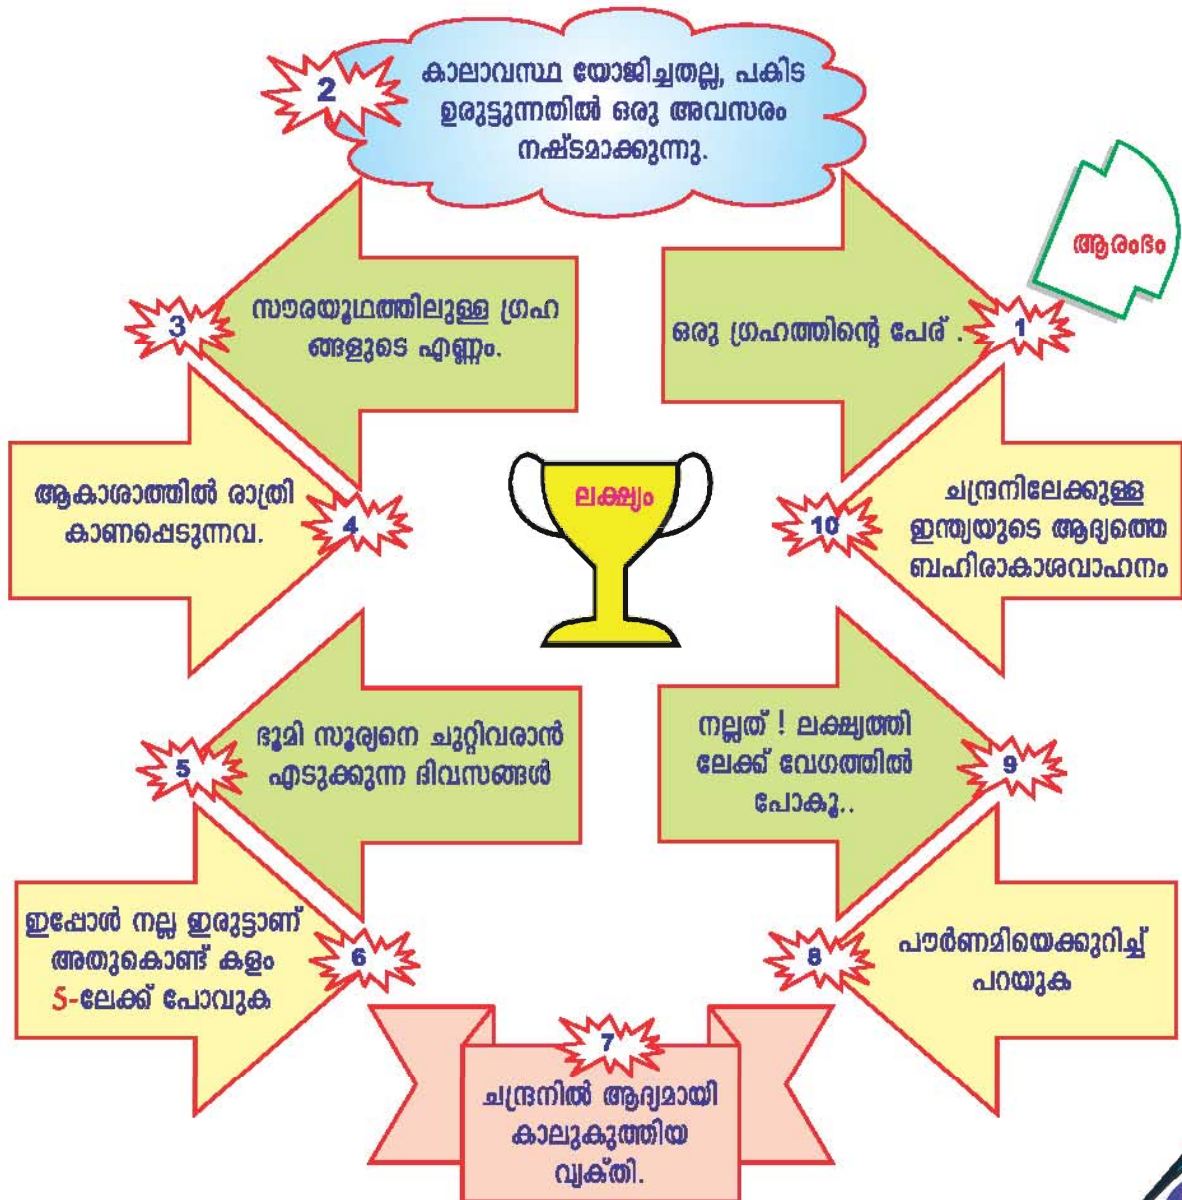 ആരംഭം
1
ഒരു ഗ്രഹത്തിന്റെ പേര് .
2
കാലാവസ്ഥ യോജിച്ചതല്ല, പകിട
ഉരുട്ടുന്നതിൽ ഒരു അവസരം
നഷ്ടമാക്കുന്നു.
3
സൗരയൂഥത്തിലുള്ള ഗ്രഹ
ങ്ങളുടെ എണ്ണം.
4
ആകാശാത്തിൽ രാത്രി
കാണപ്പെടുന്നവ.
5
ഭൂമി സൂര്യനെ ചുറ്റിവരാൻ
എടുക്കുന്ന ദിവസങ്ങൾ
6
ഇപ്പോൾ നല്ല ഇരുട്ടാണ്
അതുകൊണ്ട് കളം
5-ലേക്ക് പോവുക
7
ചന്ദ്രനിൽ ആദ്യമായി
കാലുകുത്തിയ
വ്യക്തി.
8
പൗർണമിയെക്കുറിച്ച്
പറയുക
9
നല്ലത് ! ലക്ഷ്യത്തി
ലേക്ക് വേഗത്തിൽ
പോകൂ..
10
ചന്ദ്രനിലേക്കുള്ള
ഇന്ത്യയുടെ ആദ്യത്തെ
ബഹിരാകാശവാഹനം
ലക്ഷ്യം